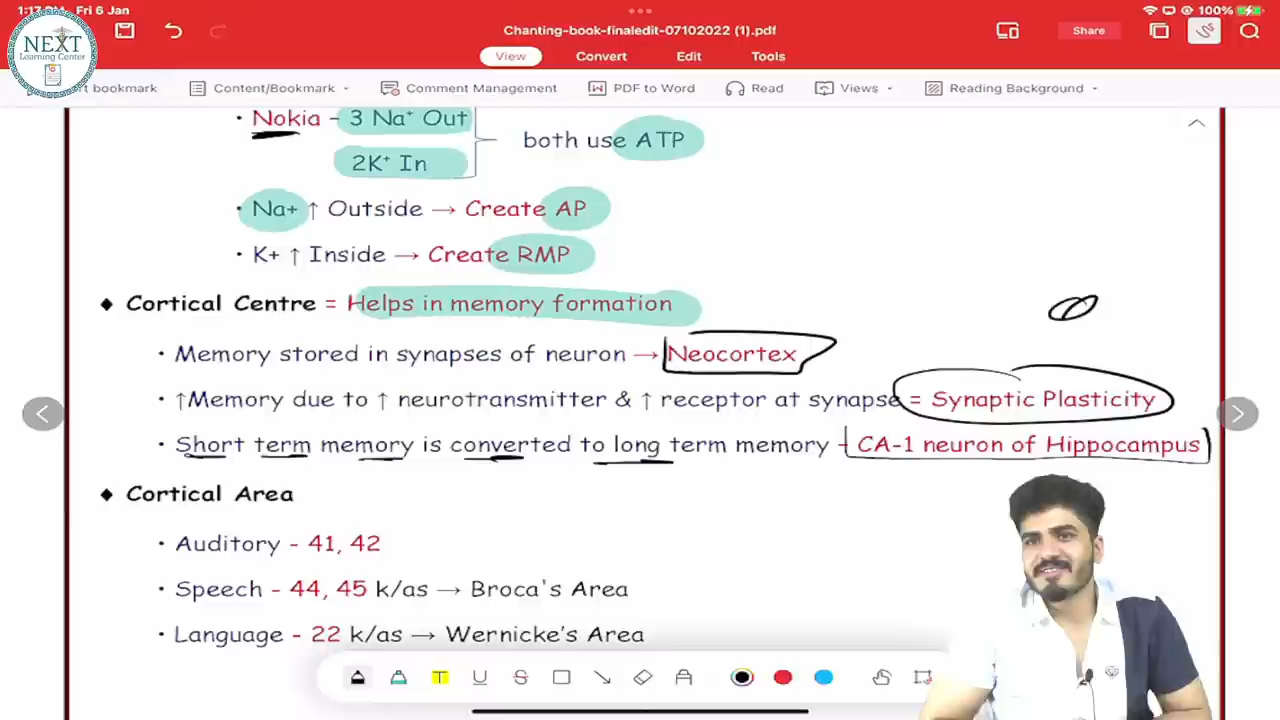 1:17 PM Fri 6 Jan
100%
NEXT
Learning Center
Chanting-book-finaledit-07102022 (1).pdf
Share
View Convert Edit Tools
rt bookmark Content/Bookmark Comment Management PDF to Word Read Views Reading Background
• Nokia - 3 Na⁺ Out
2K⁺ In
both use ATP
• Na+ ↑ Outside → Create AP
• K+ ↑ Inside → Create RMP
◆ Cortical Centre = Helps in memory formation
• Memory stored in synapses of neuron → Neocortex
• ↑Memory due to ↑ neurotransmitter & ↑ receptor at synapse = Synaptic Plasticity
• Short term memory is converted to long term memory - CA-1 neuron of Hippocampus
◆ Cortical Area
• Auditory - 41, 42
• Speech - 44, 45 k/as → Broca's Area
• Language - 22 k/as → Wernicke's Area